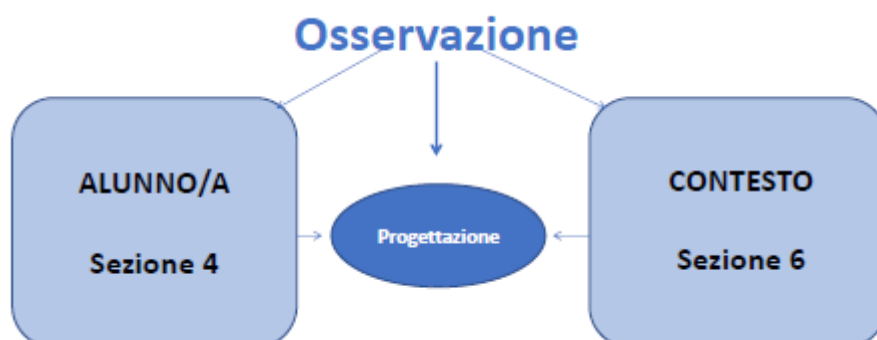 Osservazione
ALUNNO/A
Sezione 4
Progettazione
CONTESTO
Sezione 6